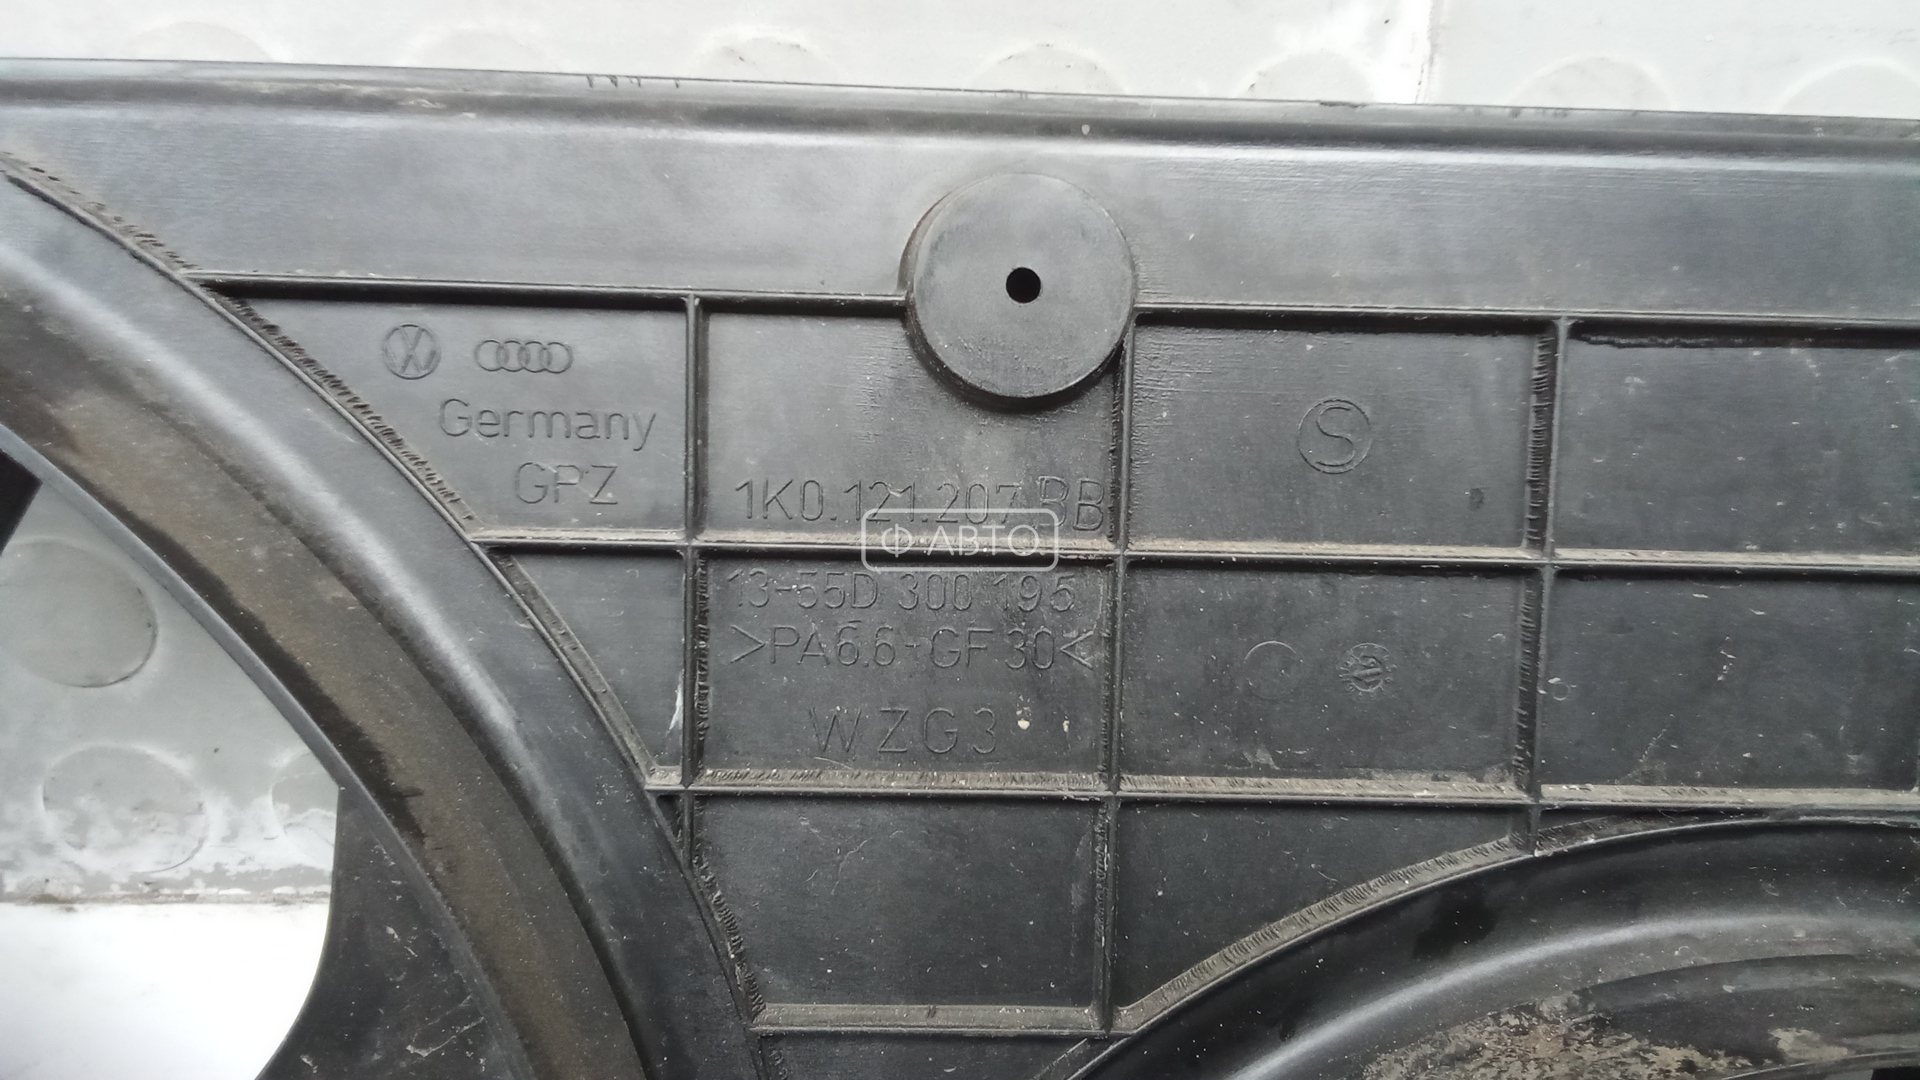 Germany
GPZ
1K0.121.207.BB
Ф АВТО
13-55D 300 195
>PA6.6-GF30<
WZG3
S